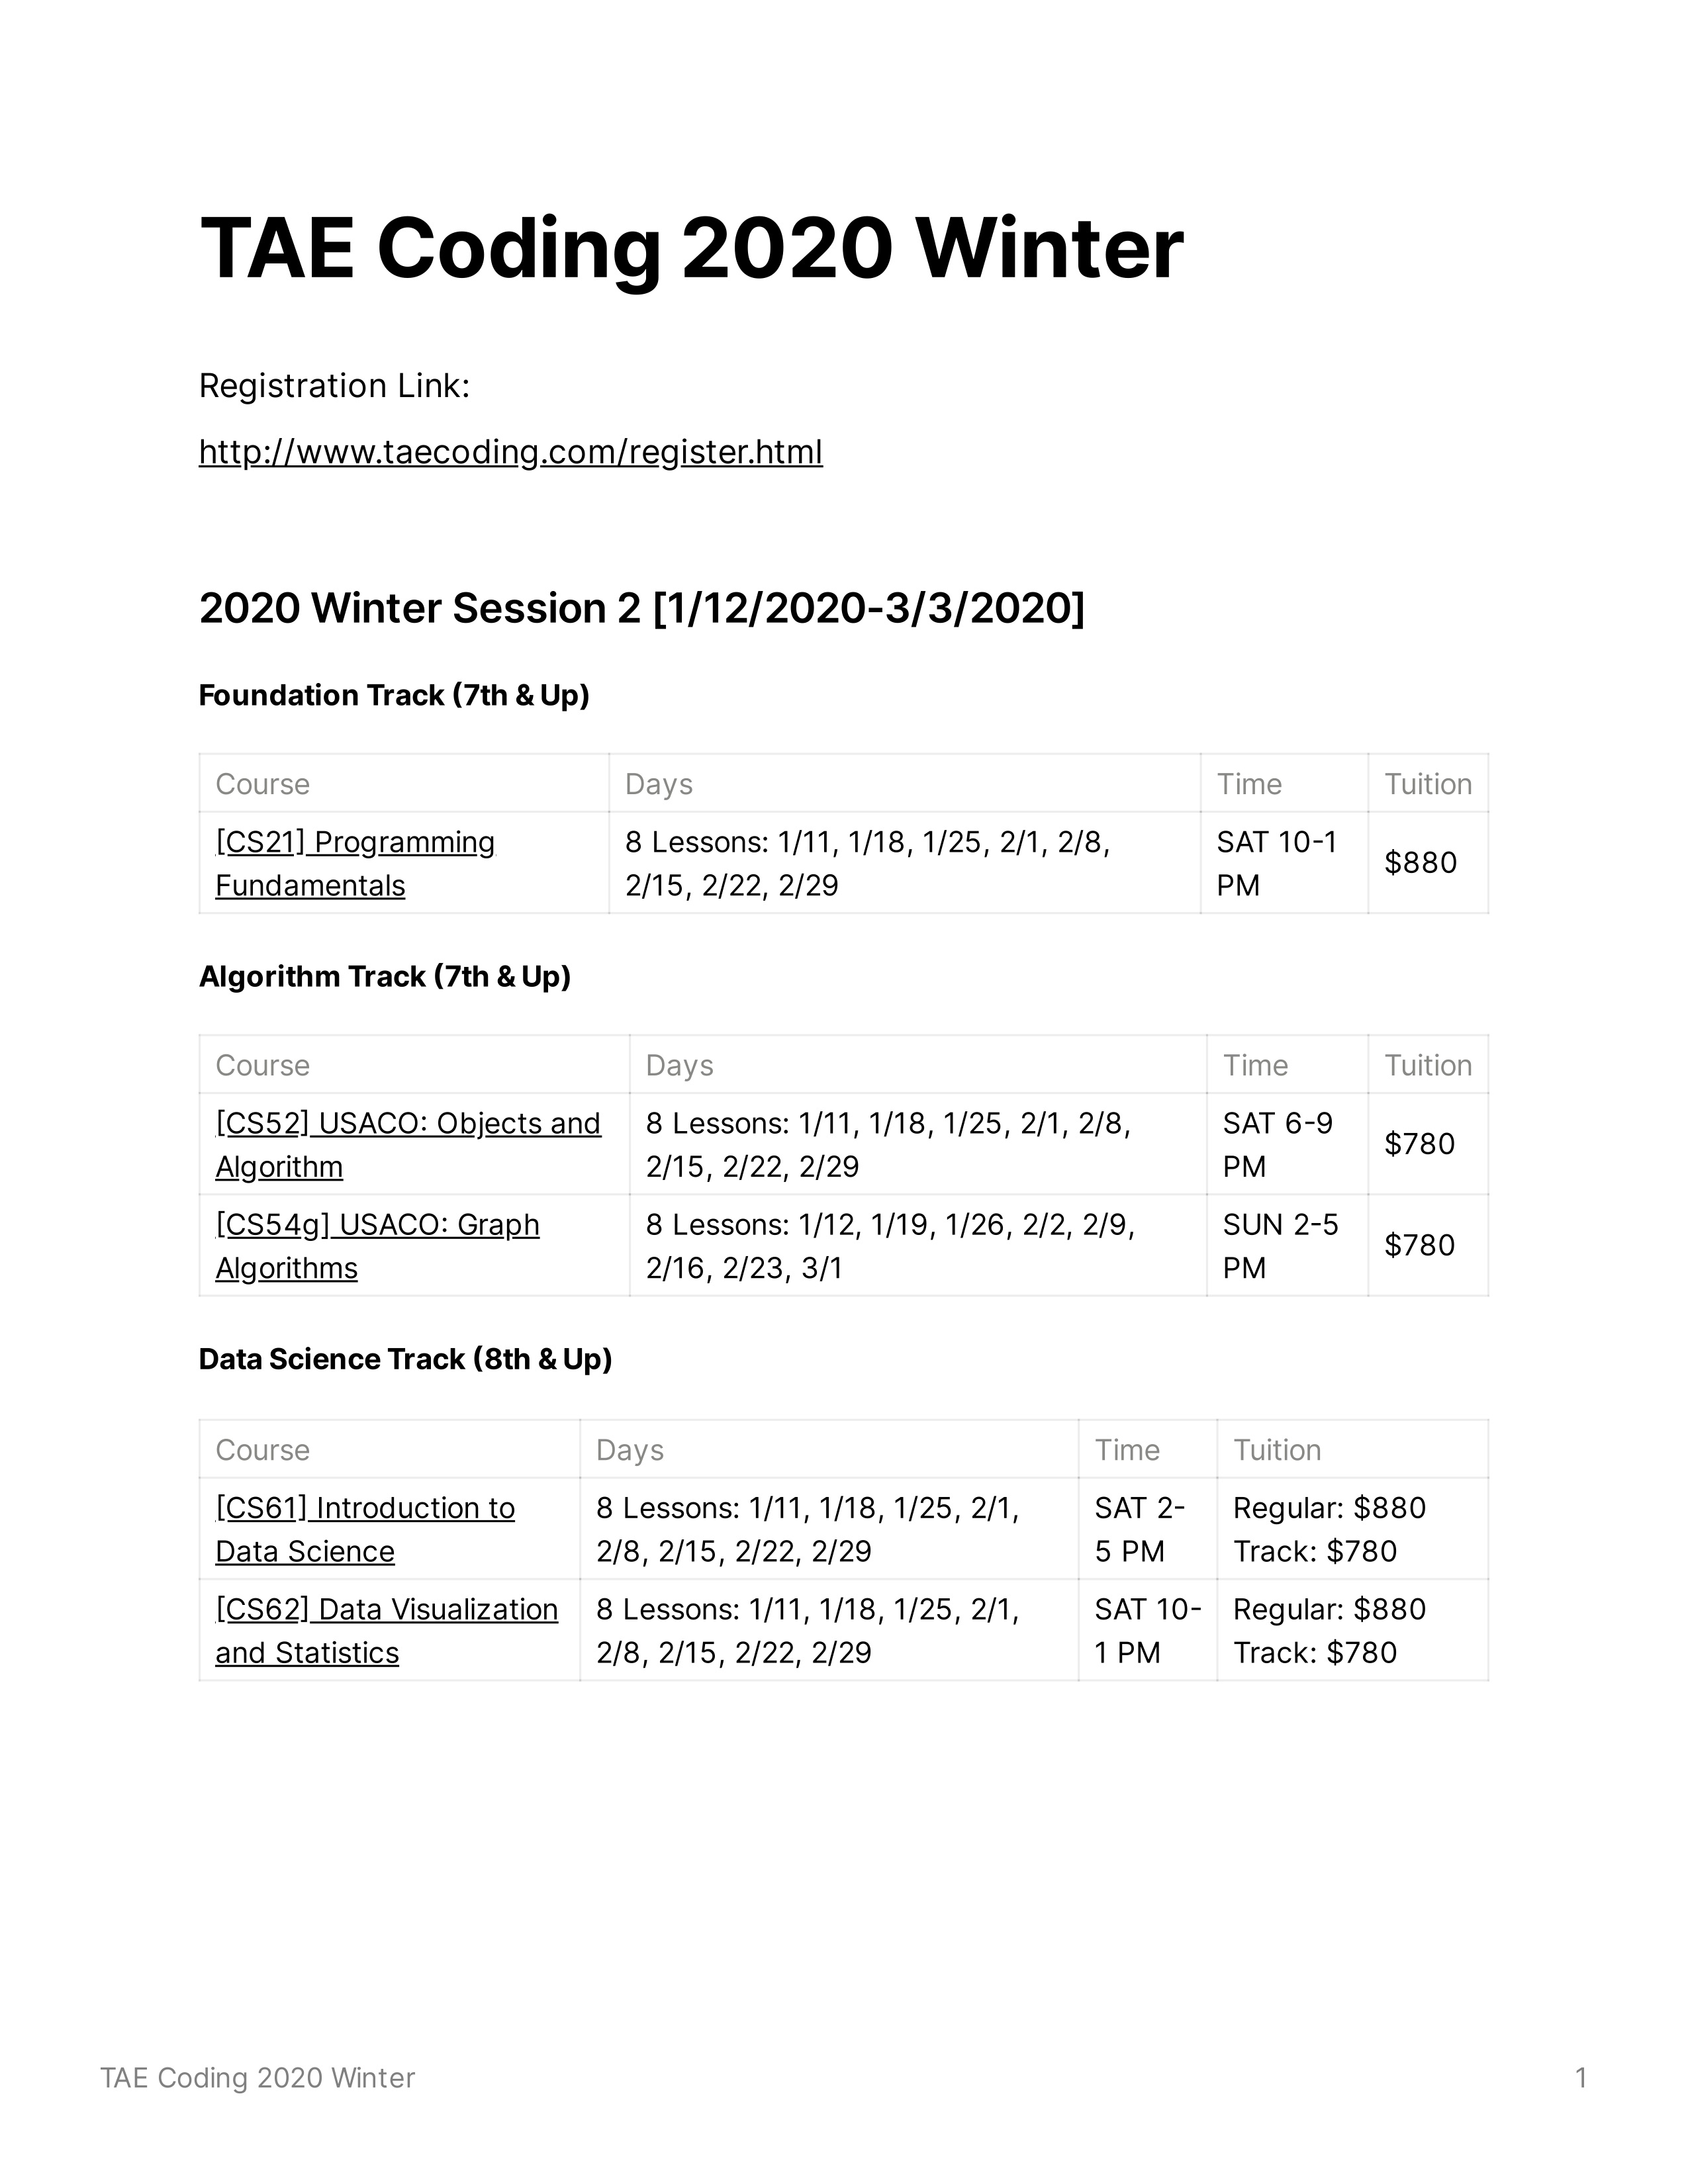 TAE Coding 2020 Winter
Registration Link:
http://www.taecoding.com/register.html
2020 Winter Session 2 [1/12/2020-3/3/2020]
Foundation Track (7th & Up)
Course Days Time Tuition
[CS21] Programming 8 Lessons: 1/11, 1/18, 1/25, 2/1, 2/8, SAT 10-1 $880
Fundamentals 2/15, 2/22, 2/29 PM
Algorithm Track (7th & Up)
Course Days Time Tuition
[CS52] USACO: Objects and 8 Lessons: 1/11, 1/18, 1/25, 2/1, 2/8, SAT 6-9 $780
Algorithm 2/15, 2/22, 2/29 PM
[CS54g] USACO: Graph 8 Lessons: 1/12, 1/19, 1/26, 2/2, 2/9, SUN 2-5 $780
Algorithms 2/16, 2/23, 3/1 PM
Data Science Track (8th & Up)
Course Days Time Tuition
[CS61] Introduction to 8 Lessons: 1/11, 1/18, 1/25, 2/1, SAT 2- Regular: $880
Data Science 2/8, 2/15, 2/22, 2/29 5 PM Track: $780
[CS62] Data Visualization 8 Lessons: 1/11, 1/18, 1/25, 2/1, SAT 10- Regular: $880
and Statistics 2/8, 2/15, 2/22, 2/29 1 PM Track: $780
TAE Coding 2020 Winter 1